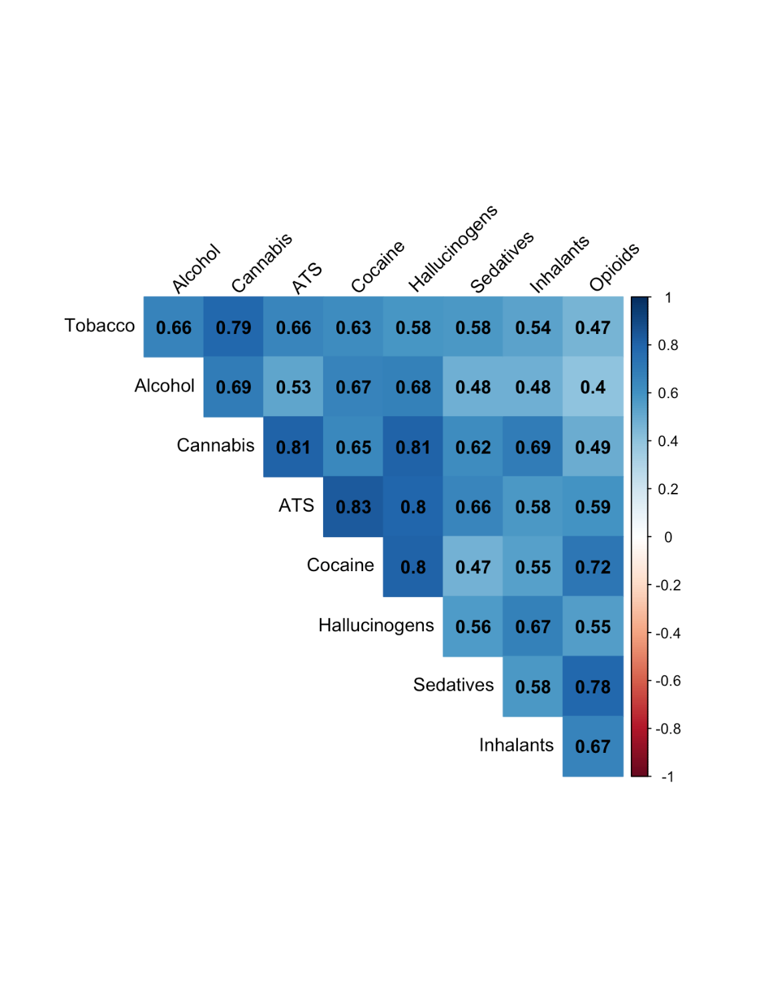 Alcohol Cannabis ATS Cocaine Hallucinogens Sedatives Inhalants Opioids
Tobacco 0.66 0.79 0.66 0.63 0.58 0.58 0.54 0.47
Alcohol 0.69 0.53 0.67 0.68 0.48 0.48 0.4
Cannabis 0.81 0.65 0.81 0.62 0.69 0.49
ATS 0.83 0.8 0.66 0.58 0.59
Cocaine 0.8 0.47 0.55 0.72
Hallucinogens 0.56 0.67 0.55
Sedatives 0.58 0.78
Inhalants 0.67
1
0.8
0.6
0.4
0.2
0
-0.2
-0.4
-0.6
-0.8
-1